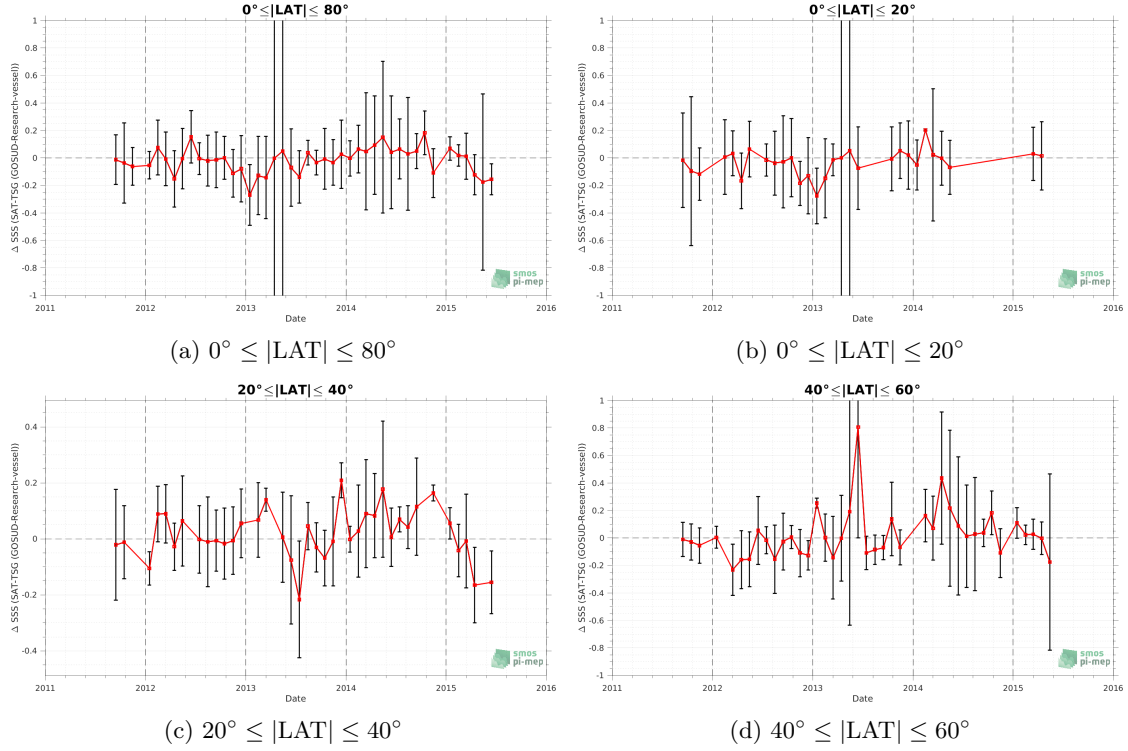 0°≤|LAT|≤ 80°
Δ SSS (SAT-TSG (GOSUD-Research-vessel))
1
0.8
0.6
0.4
0.2
0
-0.2
-0.4
-0.6
-0.8
-1
2011 2012 2013 2014 2015 2016
Date
smos
pi-mep
(a) 0° ≤ |LAT| ≤ 80°
0°≤|LAT|≤ 20°
Δ SSS (SAT-TSG (GOSUD-Research-vessel))
1
0.8
0.6
0.4
0.2
0
-0.2
-0.4
-0.6
-0.8
-1
2011 2012 2013 2014 2015 2016
Date
smos
pi-mep
(b) 0° ≤ |LAT| ≤ 20°
20°≤|LAT|≤ 40°
Δ SSS (SAT-TSG (GOSUD-Research-vessel))
0.4
0.2
0
-0.2
-0.4
2011 2012 2013 2014 2015 2016
Date
smos
pi-mep
(c) 20° ≤ |LAT| ≤ 40°
40°≤|LAT|≤ 60°
Δ SSS (SAT-TSG (GOSUD-Research-vessel))
1
0.8
0.6
0.4
0.2
0
-0.2
-0.4
-0.6
-0.8
-1
2011 2012 2013 2014 2015 2016
Date
smos
pi-mep
(d) 40° ≤ |LAT| ≤ 60°